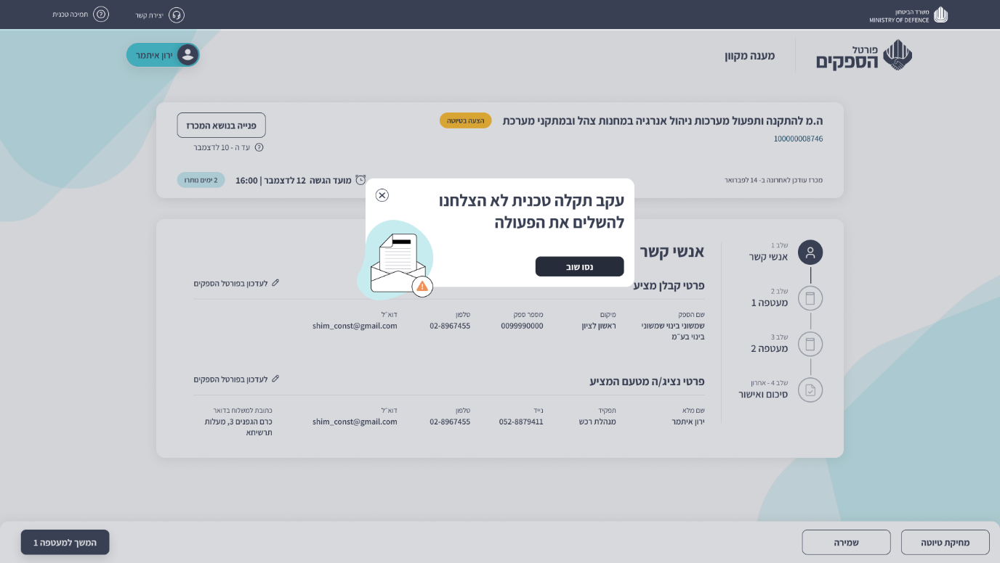 משרד הביטחון
MINISTRY OF DEFENCE
יצירת קשר
תמיכה טכנית
פורטל
הספקים
מענה מקוון
ירון איתמר
ה.מ להתקנה ותפעול מערכות ניהול אנרגיה במחנות צהל ובמתקני מערכת
הצעה בטיוטה
פנייה בנושא המכרז
100000008746
עד ה - 10 לדצמבר
מכרז עודכן לאחרונה ב- 14 לפברואר
מועד הגשה 12 לדצמבר | 16:00
2 ימים נותרו
עקב תקלה טכנית לא הצלחנו
להשלים את הפעולה
נסו שוב
שלב 1
אנשי קשר
שלב 2
מעטפה 1
שלב 3
מעטפה 2
שלב 4 - אחרון
סיכום ואישור
אנשי קשר
פרטי קבלן מציע
לעדכון בפורטל הספקים
שם הספק
שמשוני בינוי שמשוני
בינוי בע״מ
מיקום
ראשון לציון
מספר ספק
0099990000
טלפון
02-8967455
דוא״ל
shim_const@gmail.com
פרטי נציג/ה מטעם המציע
לעדכון בפורטל הספקים
שם מלא
ירון איתמר
תפקיד
מנהלת רכש
נייד
052-8879411
טלפון
02-8967455
דוא״ל
shim_const@gmail.com
כתובת למשלוח בדואר
כרם הגפנים 3, מעלות
תרשיחא
מחיקת טיוטה
שמירה
המשך למעטפה 1